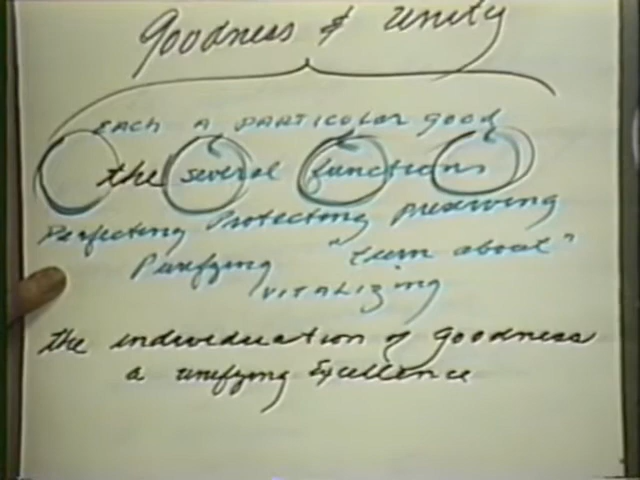 Goodness & Unity
Each a particular good
the several functions
Perfecting Protecting preserving
Purifying "turn about"
vitalizing
the individuation of Goodness
a unifying Excellence